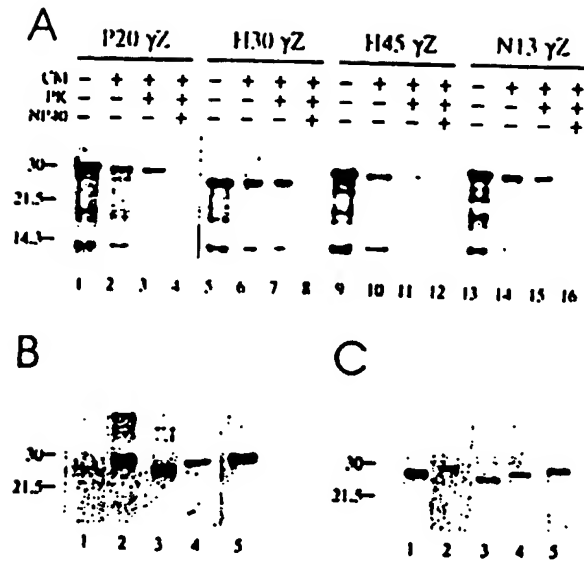 A
P20 γZ H30 γZ H45 γZ N13 γZ
CM − + + + − + + + − + + + − + + +
PK − − + + − − + + − − + + − − + +
NP40 − − − + − − − + − − − + − − − +
30−
21.5−
14.3−
1 2 3 4 5 6 7 8 9 10 11 12 13 14 15 16
B C
30− 30−
21.5− 21.5−
1 2 3 4 5 1 2 3 4 5